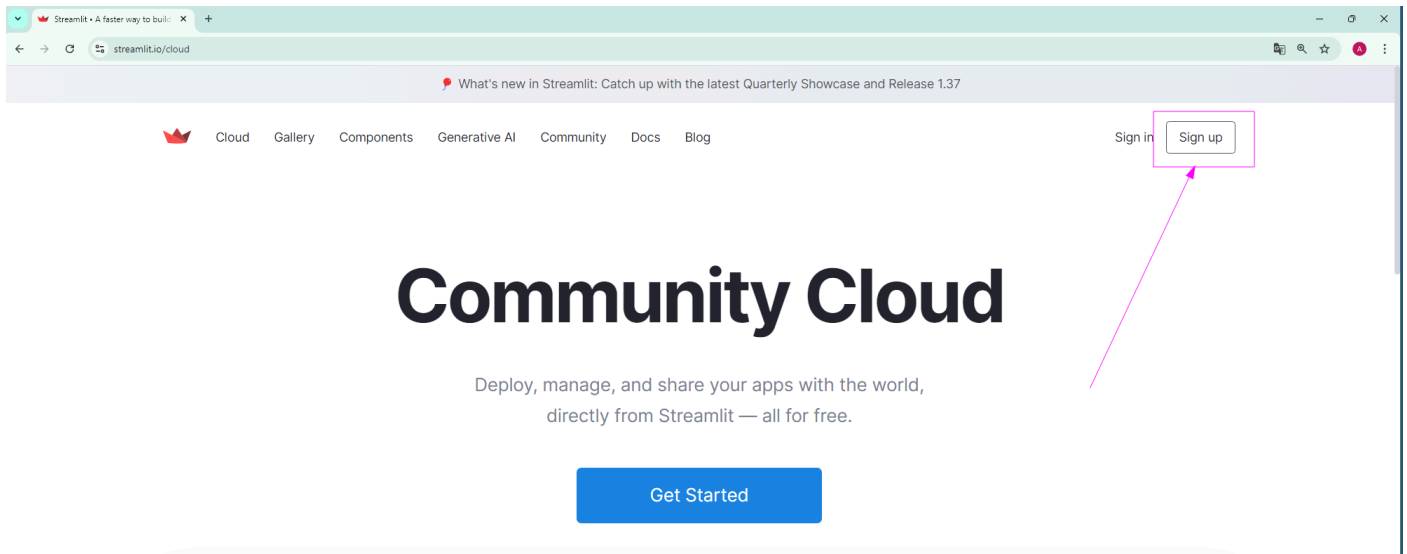 Streamlit • A faster way to build
streamlit.io/cloud
A
What's new in Streamlit: Catch up with the latest Quarterly Showcase and Release 1.37
Cloud Gallery Components Generative AI Community Docs Blog Sign in Sign up
Community Cloud
Deploy, manage, and share your apps with the world,
directly from Streamlit — all for free.
Get Started